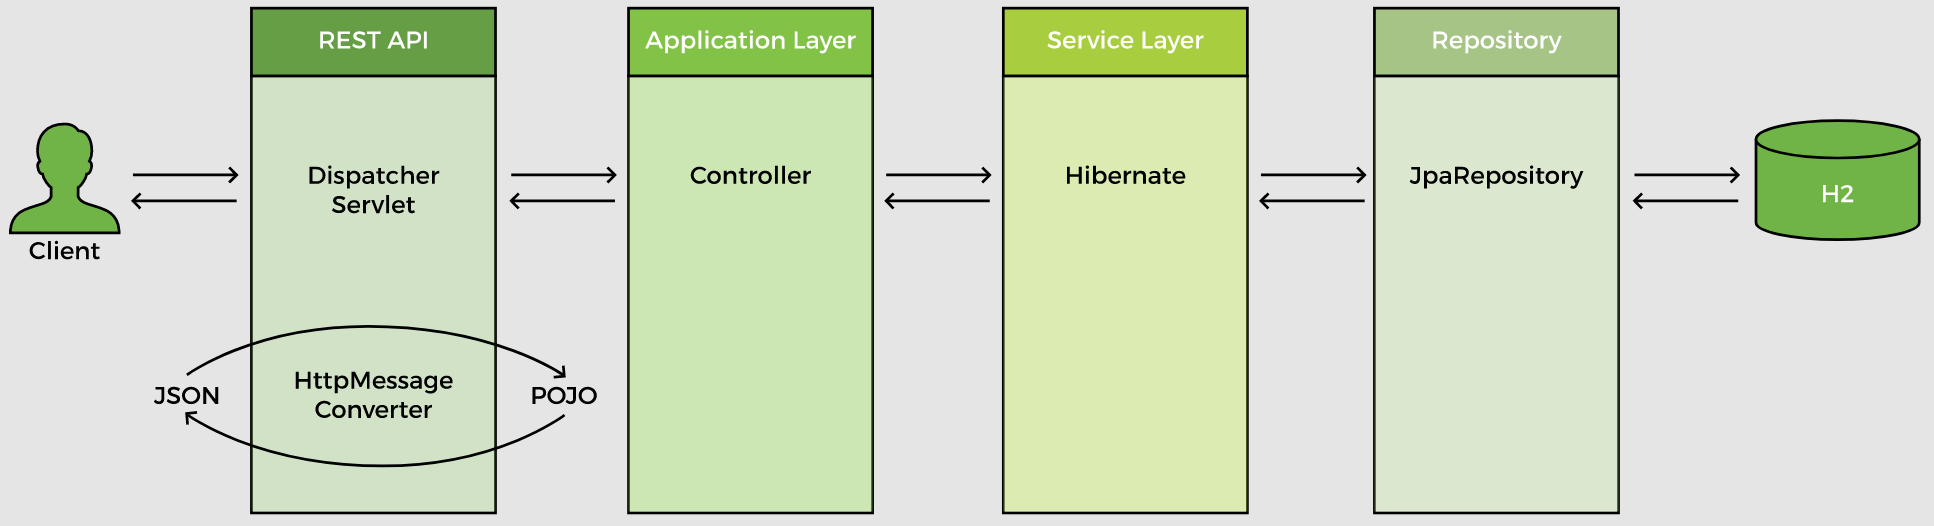 REST API
Application Layer
Service Layer
Repository
Client
Dispatcher
Servlet
Controller
Hibernate
JpaRepository
H2
JSON
HttpMessage
Converter
POJO